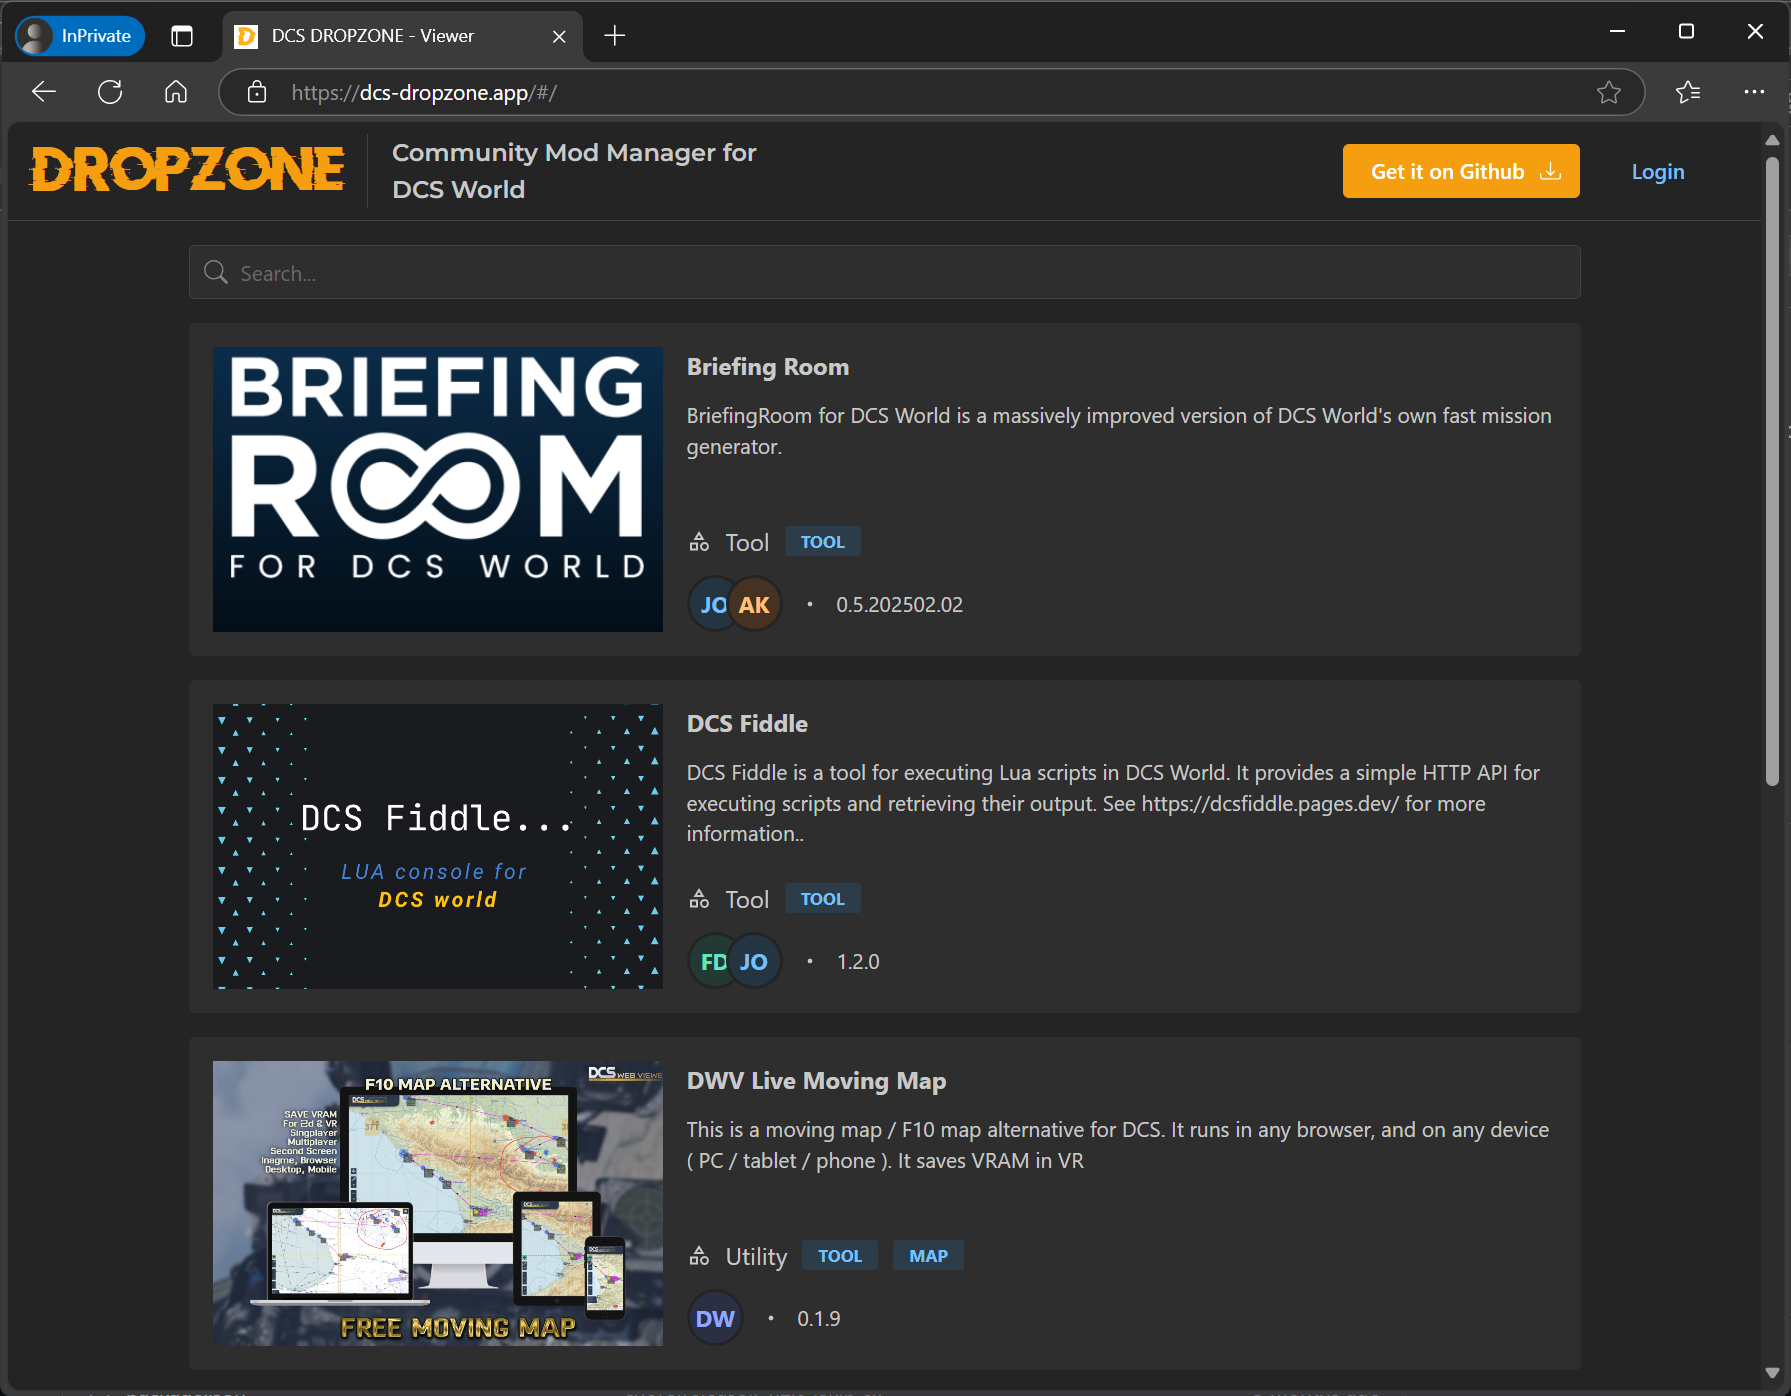 InPrivate
DCS DROPZONE - Viewer
https://dcs-dropzone.app/#/
DROPZONE
Community Mod Manager for
DCS World
Get it on Github
Login
Search...
BRIEFING
ROOM
FOR DCS WORLD
Briefing Room
BriefingRoom for DCS World is a massively improved version of DCS World's own fast mission
generator.
Tool TOOL
JO AK • 0.5.202502.02
DCS Fiddle...
LUA console for
DCS world
DCS Fiddle
DCS Fiddle is a tool for executing Lua scripts in DCS World. It provides a simple HTTP API for
executing scripts and retrieving their output. See https://dcsfiddle.pages.dev/ for more
information..
Tool TOOL
FD JO • 1.2.0
DCS WEB VIEWE
F10 MAP ALTERNATIVE
SAVE VRAM
For 2d & VR
Singplayer
Multiplayer
Second Screen
Inagme, Browser
Desktop, Mobile
FREE MOVING MAP
DWV Live Moving Map
This is a moving map / F10 map alternative for DCS. It runs in any browser, and on any device
( PC / tablet / phone ). It saves VRAM in VR
Utility TOOL MAP
DW • 0.1.9